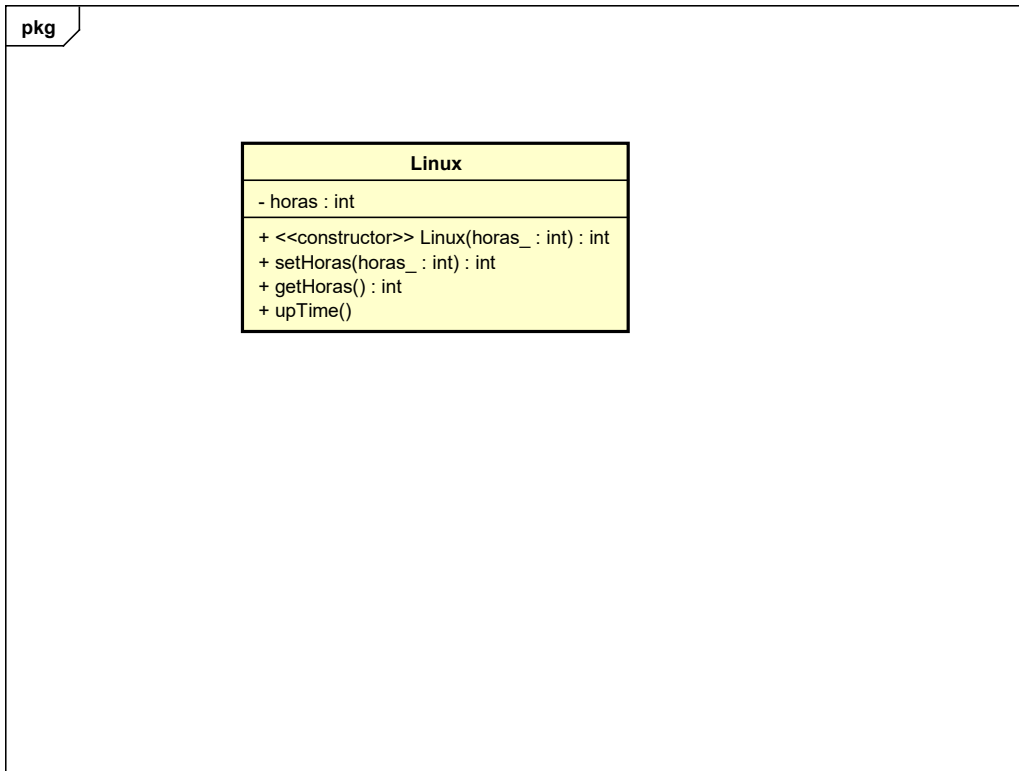 pkg
Linux
- horas : int
+ <<constructor>> Linux(horas_ : int) : int
+ setHoras(horas_ : int) : int
+ getHoras() : int
+ upTime()